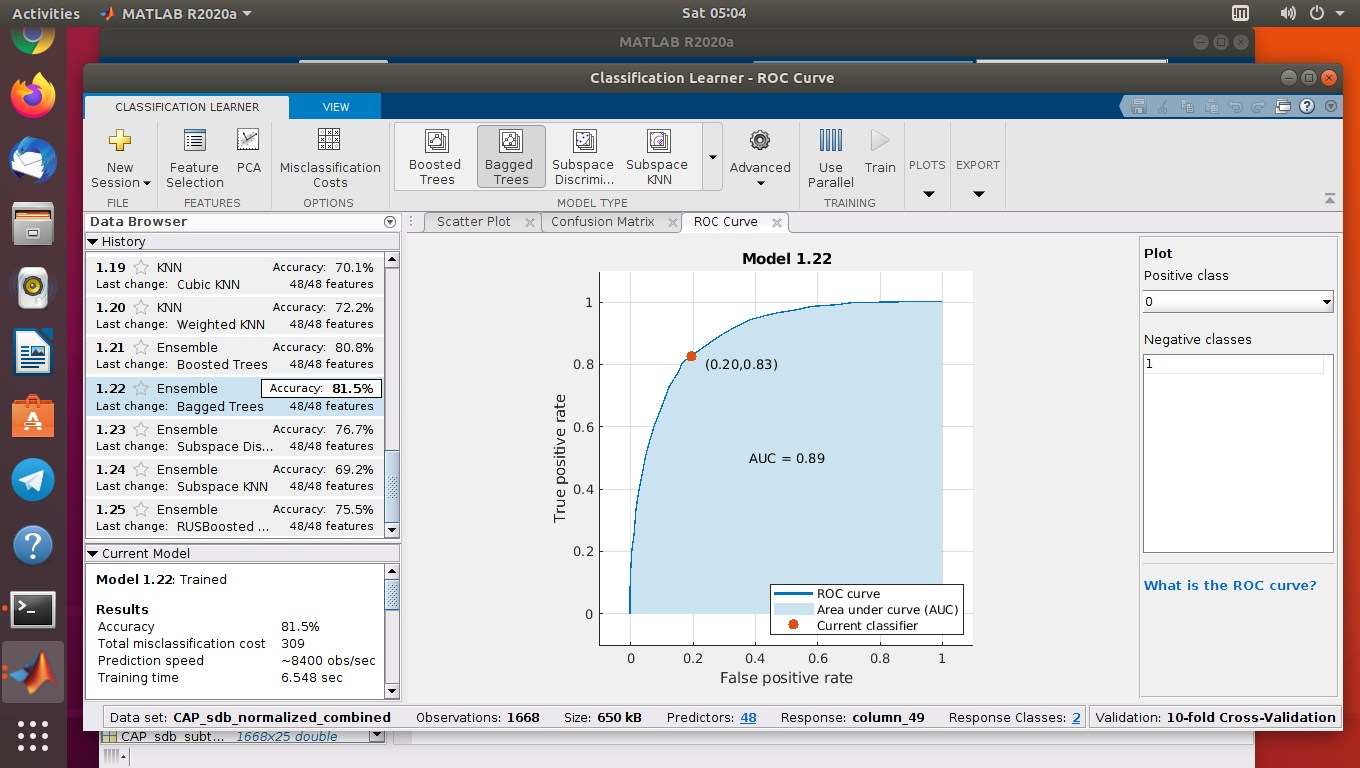 Activities MATLAB R2020a Sat 05:04
MATLAB R2020a
Classification Learner - ROC Curve
CLASSIFICATION LEARNER VIEW
New Session
Feature Selection
PCA
Misclassification Costs
Boosted Trees
Bagged Trees
Subspace Discrimi...
Subspace KNN
Advanced
Use Parallel
Train
PLOTS
EXPORT
FILE FEATURES OPTIONS MODEL TYPE TRAINING
Data Browser
Scatter Plot Confusion Matrix ROC Curve
History
1.19 KNN Accuracy: 70.1%
Last change: Cubic KNN 48/48 features
1.20 KNN Accuracy: 72.2%
Last change: Weighted KNN 48/48 features
1.21 Ensemble Accuracy: 80.8%
Last change: Boosted Trees 48/48 features
1.22 Ensemble Accuracy: 81.5%
Last change: Bagged Trees 48/48 features
1.23 Ensemble Accuracy: 76.7%
Last change: Subspace Dis... 48/48 features
1.24 Ensemble Accuracy: 69.2%
Last change: Subspace KNN 48/48 features
1.25 Ensemble Accuracy: 75.5%
Last change: RUSBoosted ... 48/48 features
Current Model
Model 1.22: Trained
Results
Accuracy 81.5%
Total misclassification cost 309
Prediction speed ~8400 obs/sec
Training time 6.548 sec
Model 1.22
1
0.8
0.6
0.4
0.2
0
True positive rate
(0.20,0.83)
AUC = 0.89
ROC curve
Area under curve (AUC)
Current classifier
0 0.2 0.4 0.6 0.8 1
False positive rate
Plot
Positive class
0
Negative classes
1
What is the ROC curve?
Data set: CAP_sdb_normalized_combined Observations: 1668 Size: 650 kB Predictors: 48 Response: column_49 Response Classes: 2 Validation: 10-fold Cross-Validation
CAP_sdb_subt... 1668x25 double